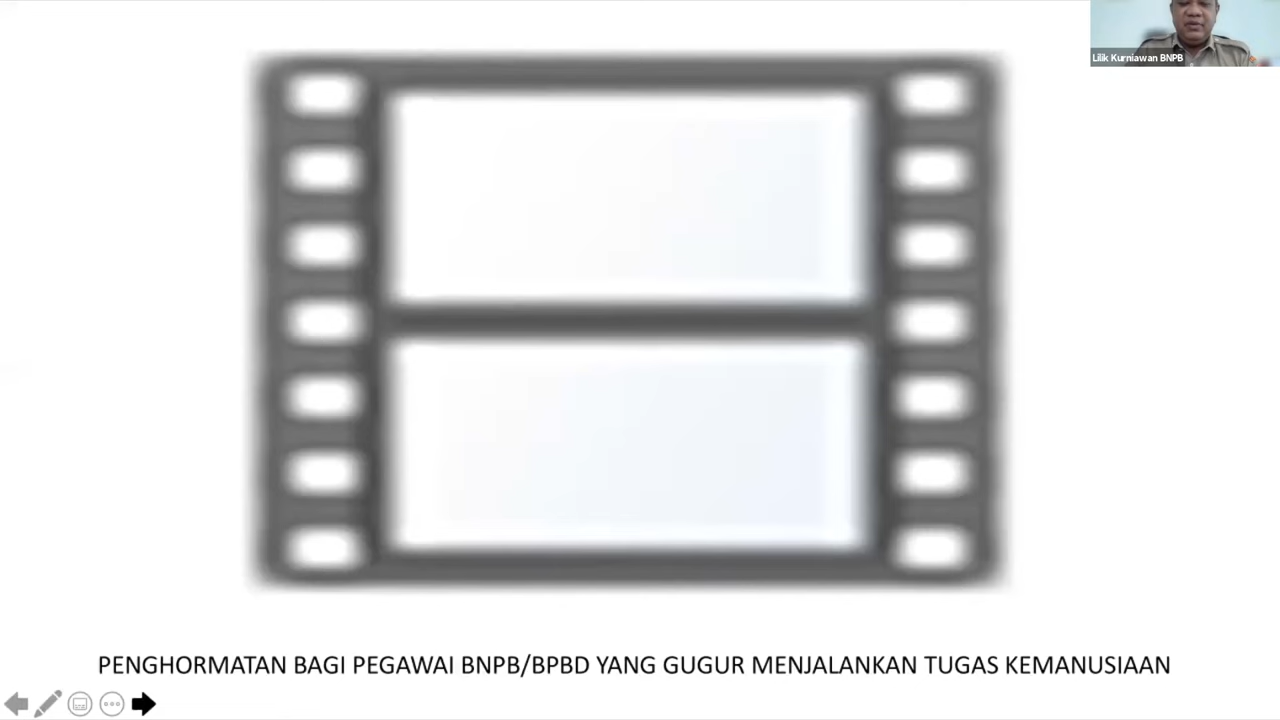 Lilik Kurniawan BNPB
PENGHORMATAN BAGI PEGAWAI BNPB/BPBD YANG GUGUR MENJALANKAN TUGAS KEMANUSIAAN